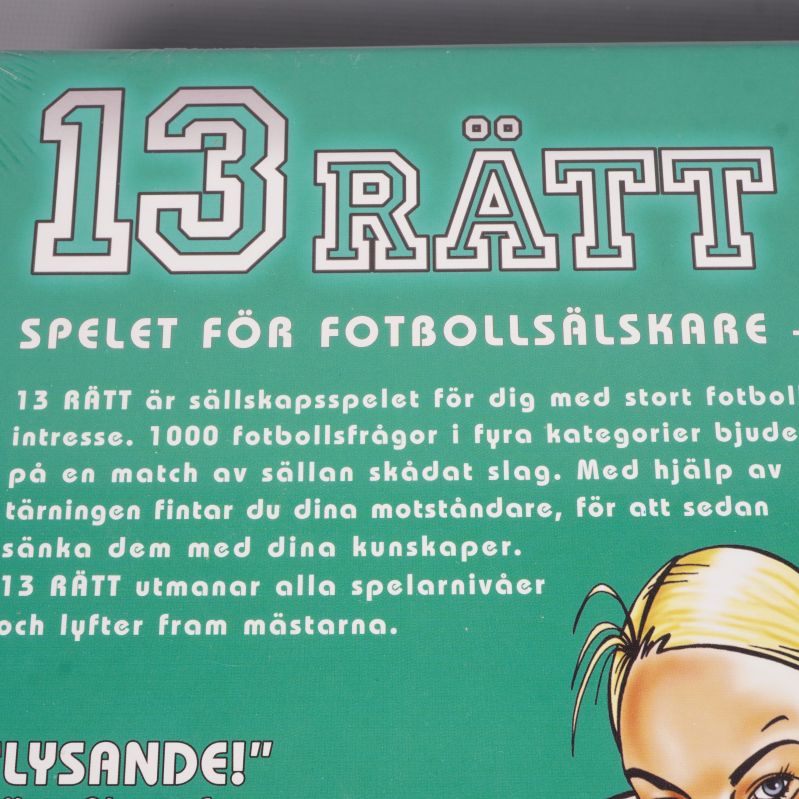 13 RÄTT
SPELET FÖR FOTBOLLSÄLSKARE -
13 RÄTT är sällskapsspelet för dig med stort fotboll
intresse. 1000 fotbollsfrågor i fyra kategorier bjude
på en match av sällan skådat slag. Med hjälp av
tärningen fintar du dina motståndare, för att sedan
sänka dem med dina kunskaper.
13 RÄTT utmanar alla spelarnivåer
och lyfter fram mästarna.
LYSANDE!"